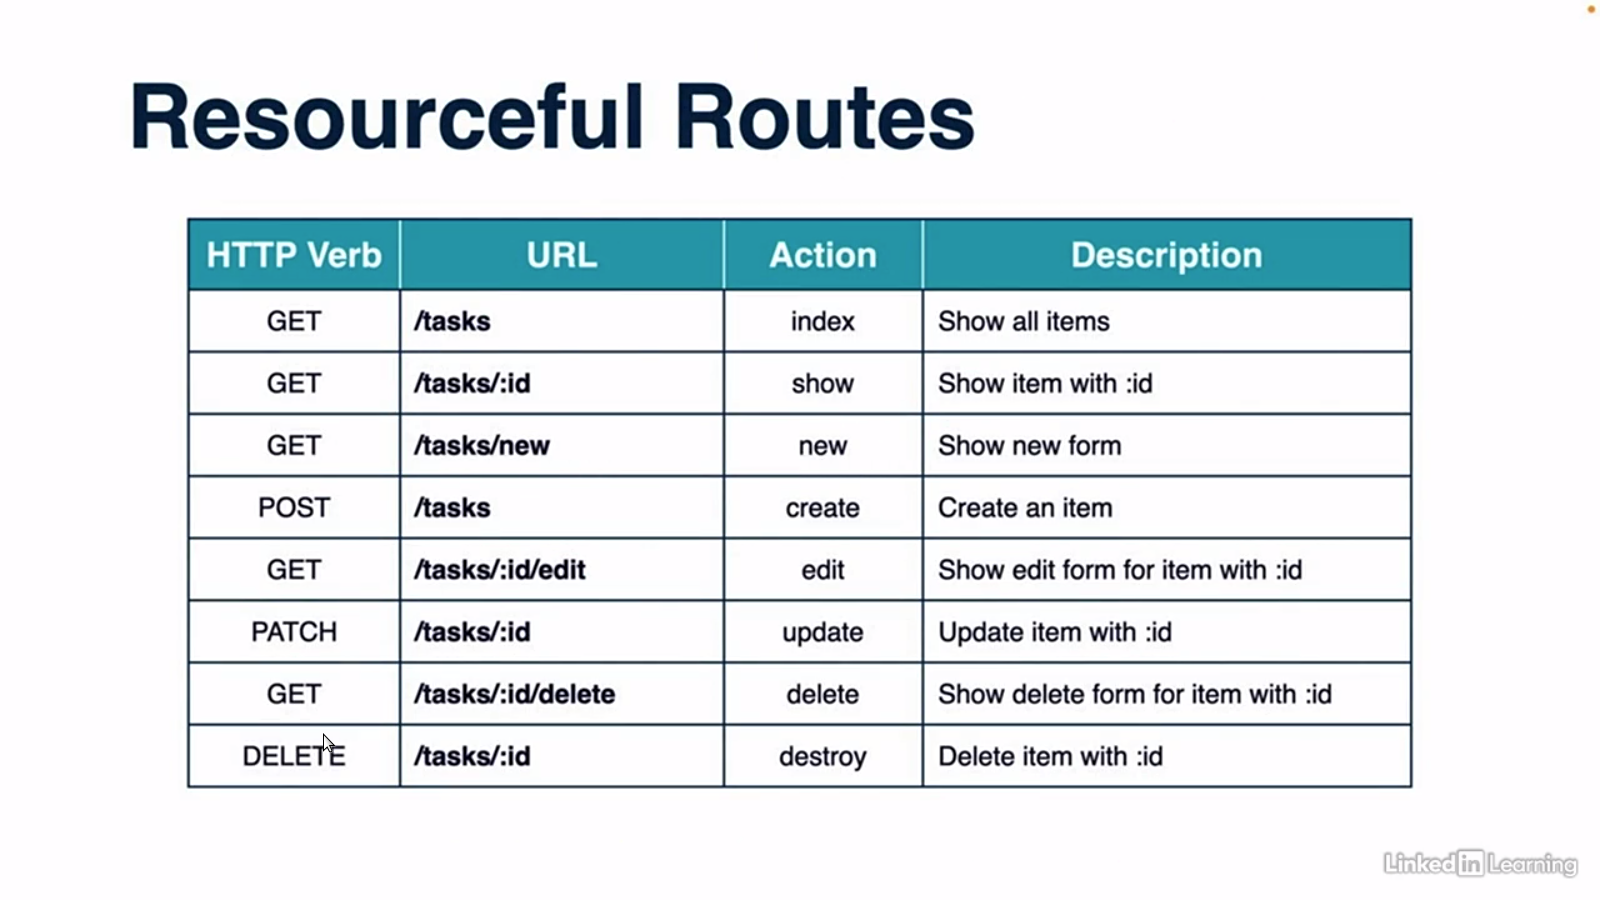 Resourceful Routes
HTTP Verb URL Action Description
GET /tasks index Show all items
GET /tasks/:id show Show item with :id
GET /tasks/new new Show new form
POST /tasks create Create an item
GET /tasks/:id/edit edit Show edit form for item with :id
PATCH /tasks/:id update Update item with :id
GET /tasks/:id/delete delete Show delete form for item with :id
DELETE /tasks/:id destroy Delete item with :id
Linked in Learning